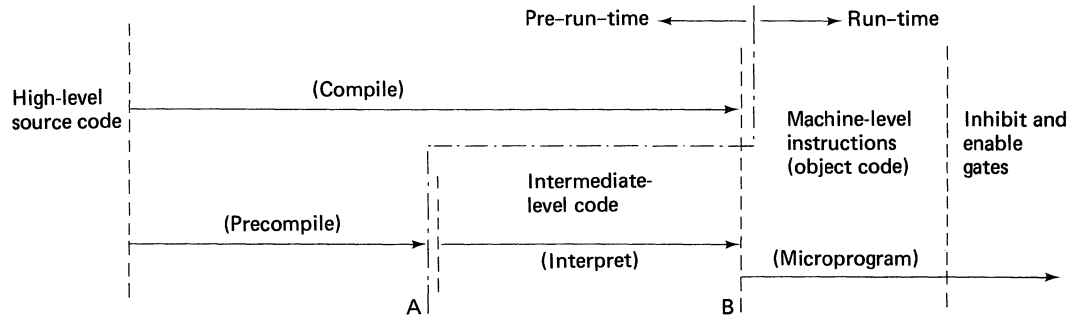 Pre-run-time
Run-time
High-level
source code
(Compile)
Machine-level
instructions
(object code)
Inhibit and
enable
gates
Intermediate-
level code
(Precompile)
(Interpret)
(Microprogram)
A
B